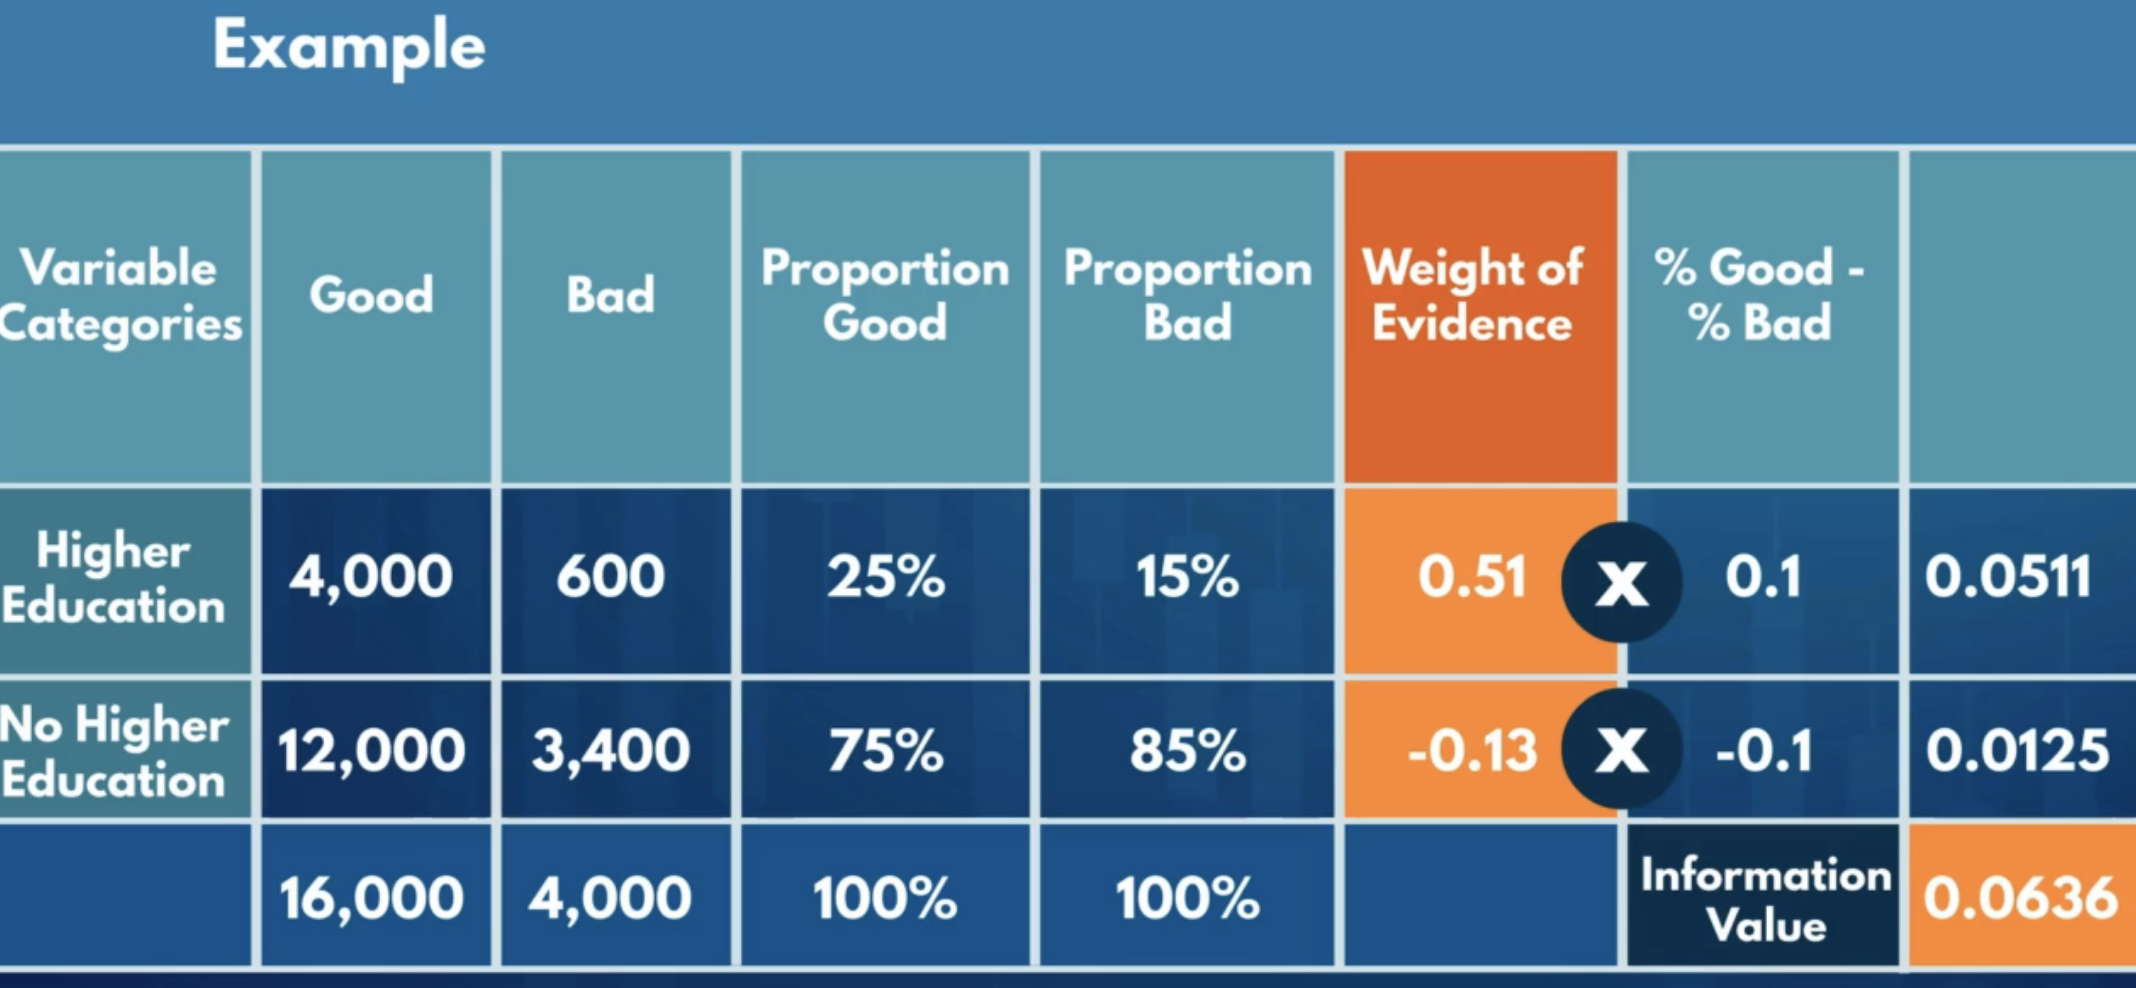 Example
Variable
Categories
Good
Bad
Proportion
Good
Proportion
Bad
Weight of
Evidence
% Good -
% Bad
Higher
Education
4,000
600
25%
15%
0.51
x
0.1
0.0511
No Higher
Education
12,000
3,400
75%
85%
-0.13
x
-0.1
0.0125
16,000
4,000
100%
100%
Information
Value
0.0636